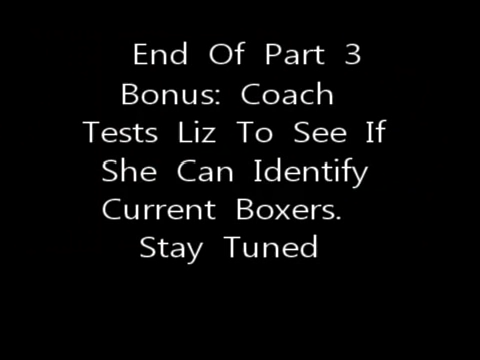 End Of Part 3
Bonus: Coach
Tests Liz To See If
She Can Identify
Current Boxers.
Stay Tuned